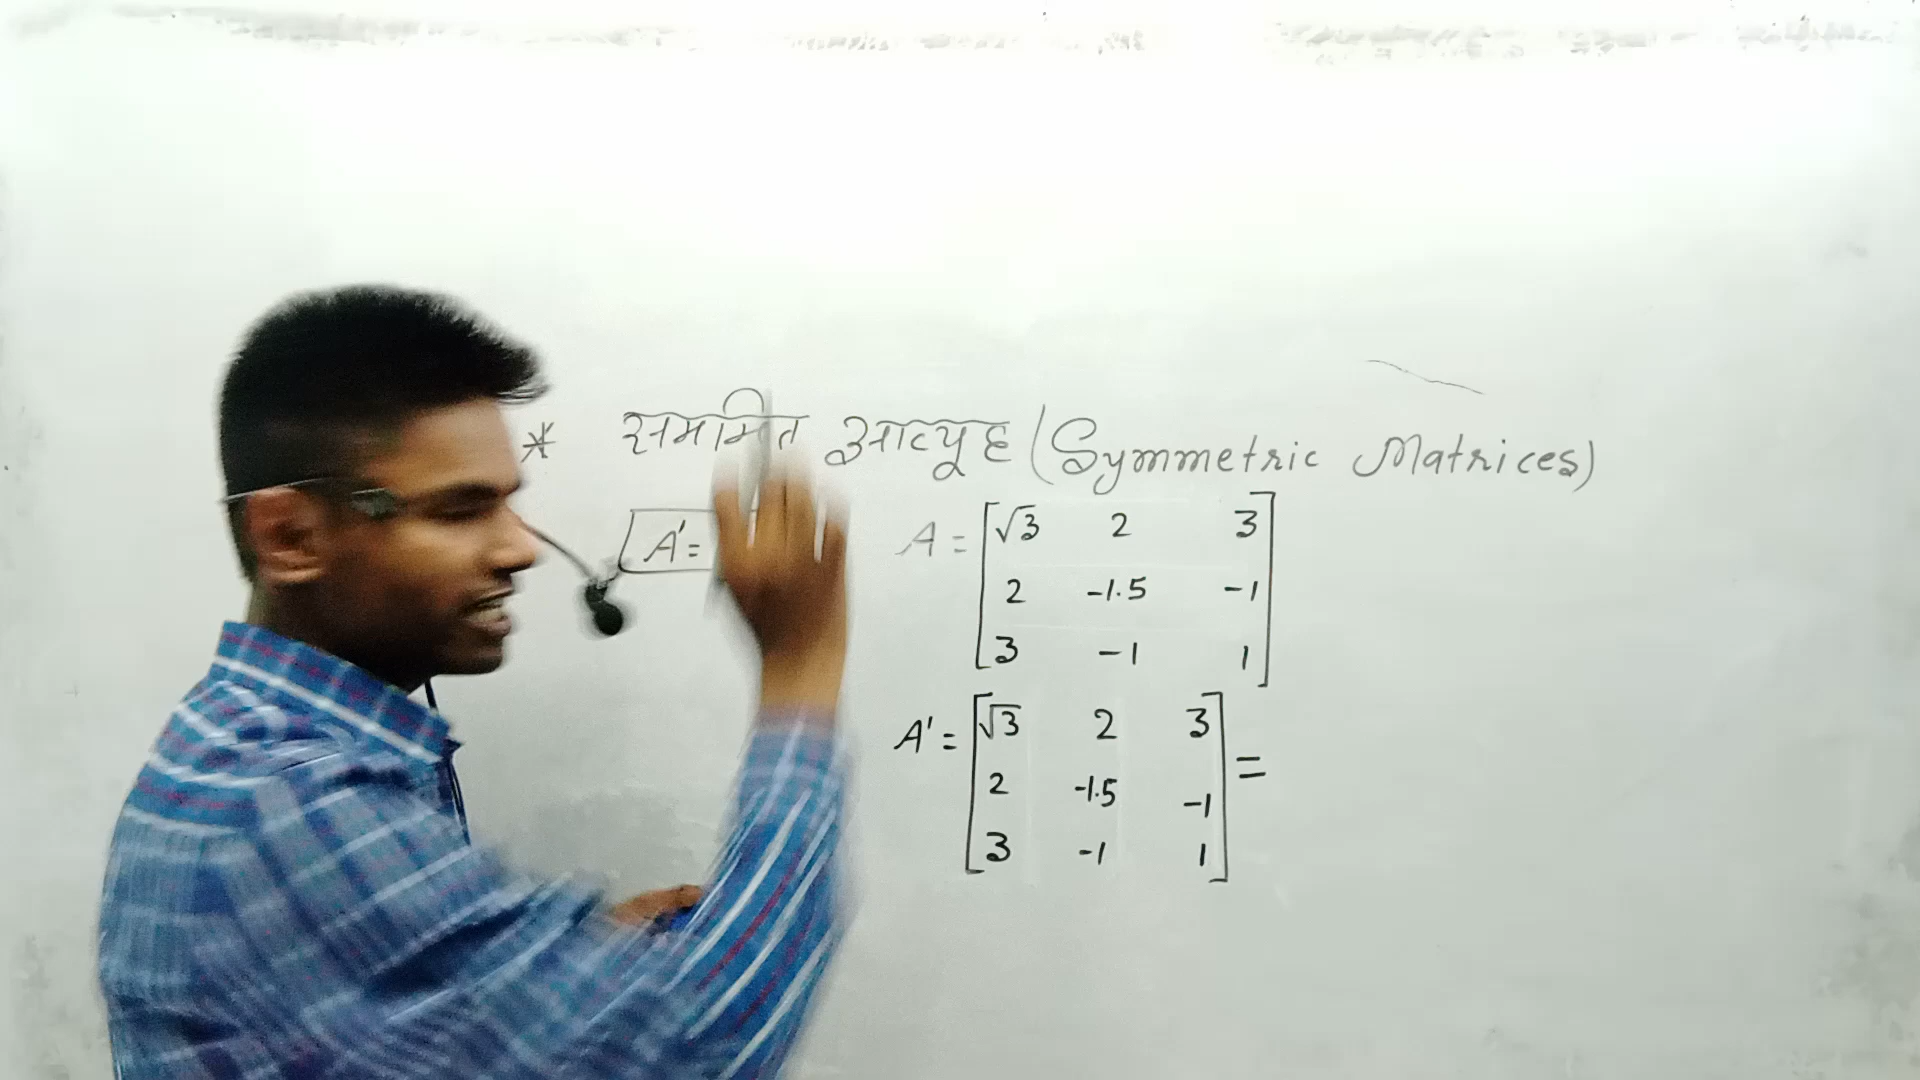 * सममित आव्यूह (Symmetric Matrices)
A' =
A = [√3 2 3
2 -1.5 -1
3 -1 1]
A' = [√3 2 3
2 -1.5 -1
3 -1 1] =